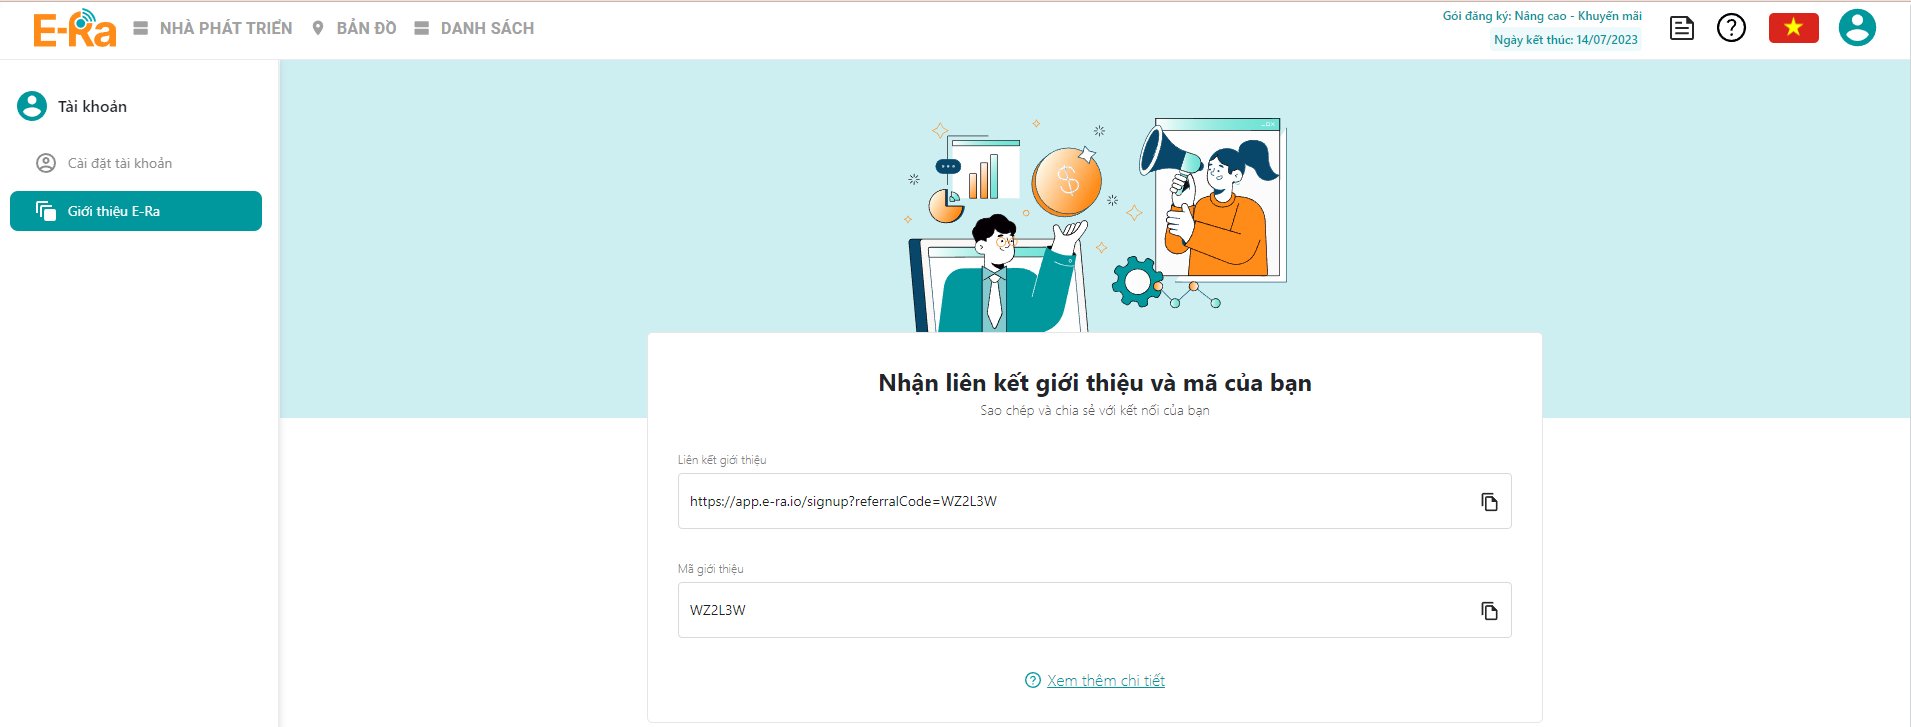 E-Ra
NHÀ PHÁT TRIỂN
BẢN ĐỒ
DANH SÁCH
Gói đăng ký: Nâng cao - Khuyến mãi
Ngày kết thúc: 14/07/2023
Tài khoản
Cài đặt tài khoản
Giới thiệu E-Ra
Nhận liên kết giới thiệu và mã của bạn
Sao chép và chia sẻ với kết nối của bạn
Liên kết giới thiệu
https://app.e-ra.io/signup?referralCode=WZ2L3W
Mã giới thiệu
WZ2L3W
Xem thêm chi tiết